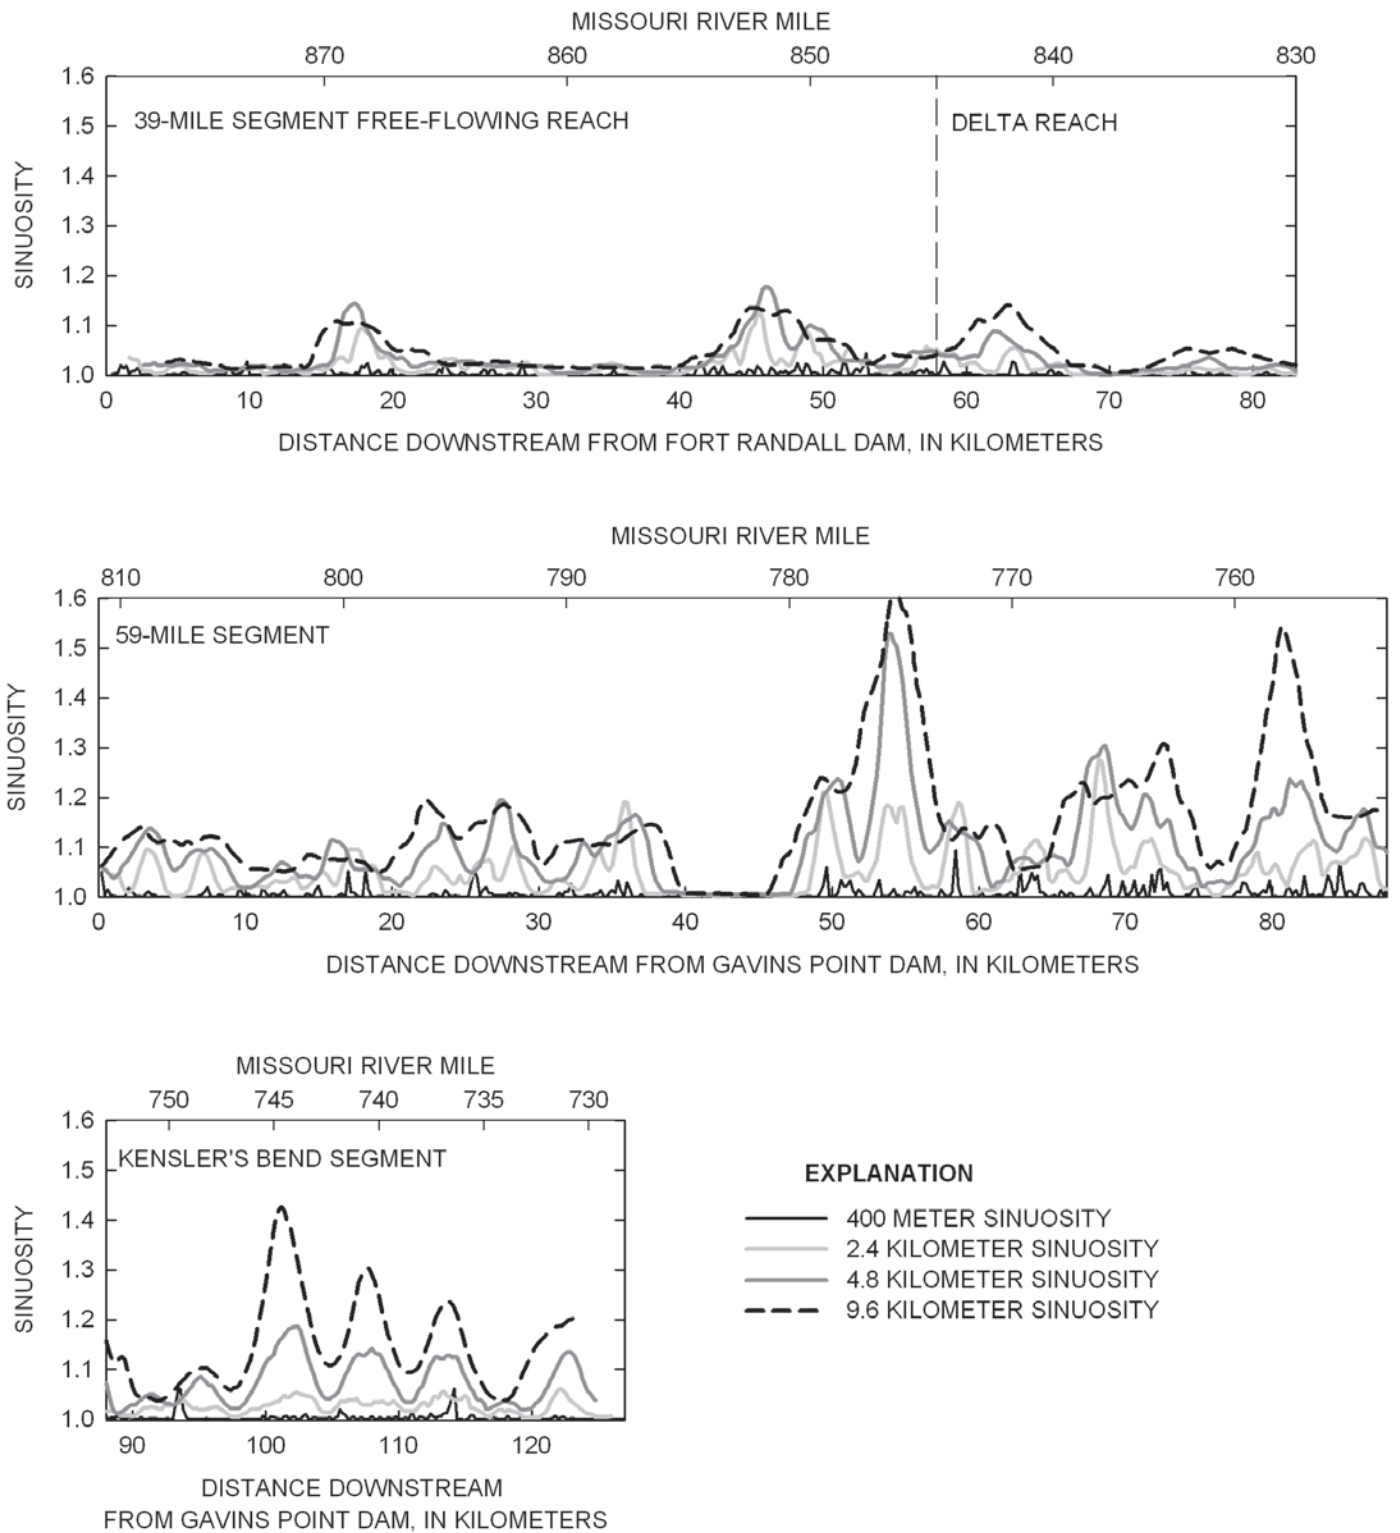 MISSOURI RIVER MILE
870 860 850 840 830
1.6
39-MILE SEGMENT FREE-FLOWING REACH DELTA REACH
1.5
1.4
1.3
1.2
1.1
1.0
SINUOSITY
0 10 20 30 40 50 60 70 80
DISTANCE DOWNSTREAM FROM FORT RANDALL DAM, IN KILOMETERS
MISSOURI RIVER MILE
810 800 790 780 770 760
1.6
59-MILE SEGMENT
1.5
1.4
1.3
1.2
1.1
1.0
SINUOSITY
0 10 20 30 40 50 60 70 80
DISTANCE DOWNSTREAM FROM GAVINS POINT DAM, IN KILOMETERS
MISSOURI RIVER MILE
750 745 740 735 730
1.6
KENSLER'S BEND SEGMENT
1.5
1.4
1.3
1.2
1.1
1.0
SINUOSITY
90 100 110 120
DISTANCE DOWNSTREAM
FROM GAVINS POINT DAM, IN KILOMETERS
EXPLANATION
400 METER SINUOSITY
2.4 KILOMETER SINUOSITY
4.8 KILOMETER SINUOSITY
9.6 KILOMETER SINUOSITY